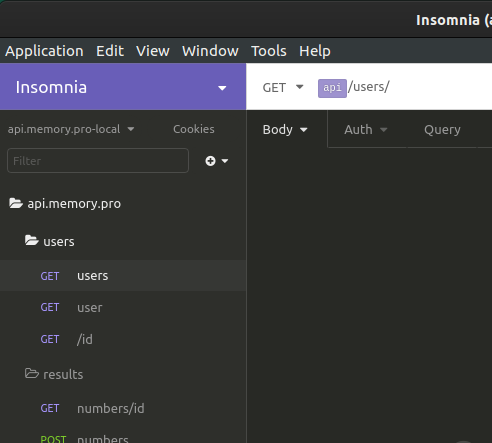 Insomnia (
Application Edit View Window Tools Help
Insomnia
GET api /users/
api.memory.pro-local Cookies
Body Auth Query
Filter
api.memory.pro
users
GET users
GET user
GET /id
results
GET numbers/id
POST numbers